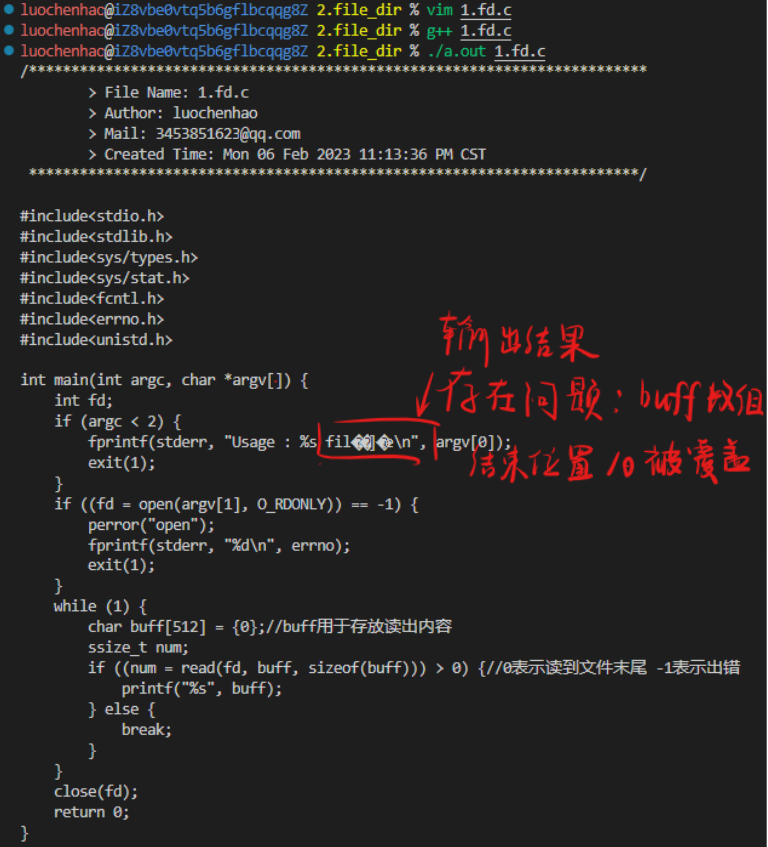 luochenhao@iZ8vbe0vtq5b6gflbcqqg8Z 2.file_dir % vim 1.fd.c
luochenhao@iZ8vbe0vtq5b6gflbcqqg8Z 2.file_dir % g++ 1.fd.c
luochenhao@iZ8vbe0vtq5b6gflbcqqg8Z 2.file_dir % ./a.out 1.fd.c
/*************************************************************************
> File Name: 1.fd.c
> Author: luochenhao
> Mail: 3453851623@qq.com
> Created Time: Mon 06 Feb 2023 11:13:36 PM CST
************************************************************************/
#include<stdio.h>
#include<stdlib.h>
#include<sys/types.h>
#include<sys/stat.h>
#include<fcntl.h>
#include<errno.h>
#include<unistd.h>
输出结果
int main(int argc, char *argv[]) {
存在问题：buff数组
int fd;
if (argc < 2) {
fprintf(stderr, "Usage : %s fil��]�e\n", argv[0]);
结束位置\0被覆盖
exit(1);
}
if ((fd = open(argv[1], O_RDONLY)) == -1) {
perror("open");
fprintf(stderr, "%d\n", errno);
exit(1);
}
while (1) {
char buff[512] = {0};//buff用于存放读出内容
ssize_t num;
if ((num = read(fd, buff, sizeof(buff))) > 0) {//0表示读到文件末尾 -1表示出错
printf("%s", buff);
} else {
break;
}
}
close(fd);
return 0;
}